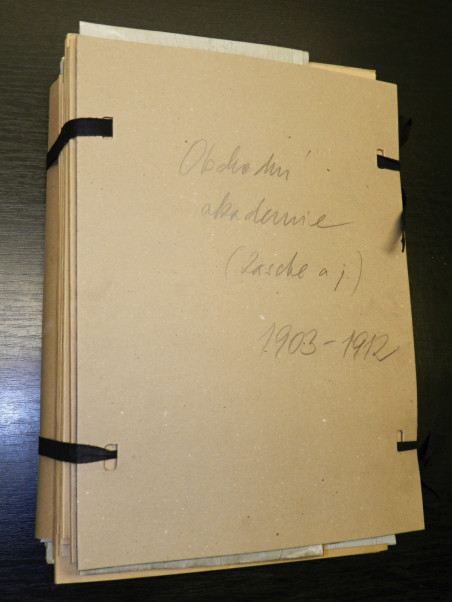 Obchodní
akademie
(Zasche a j)
1903-1912